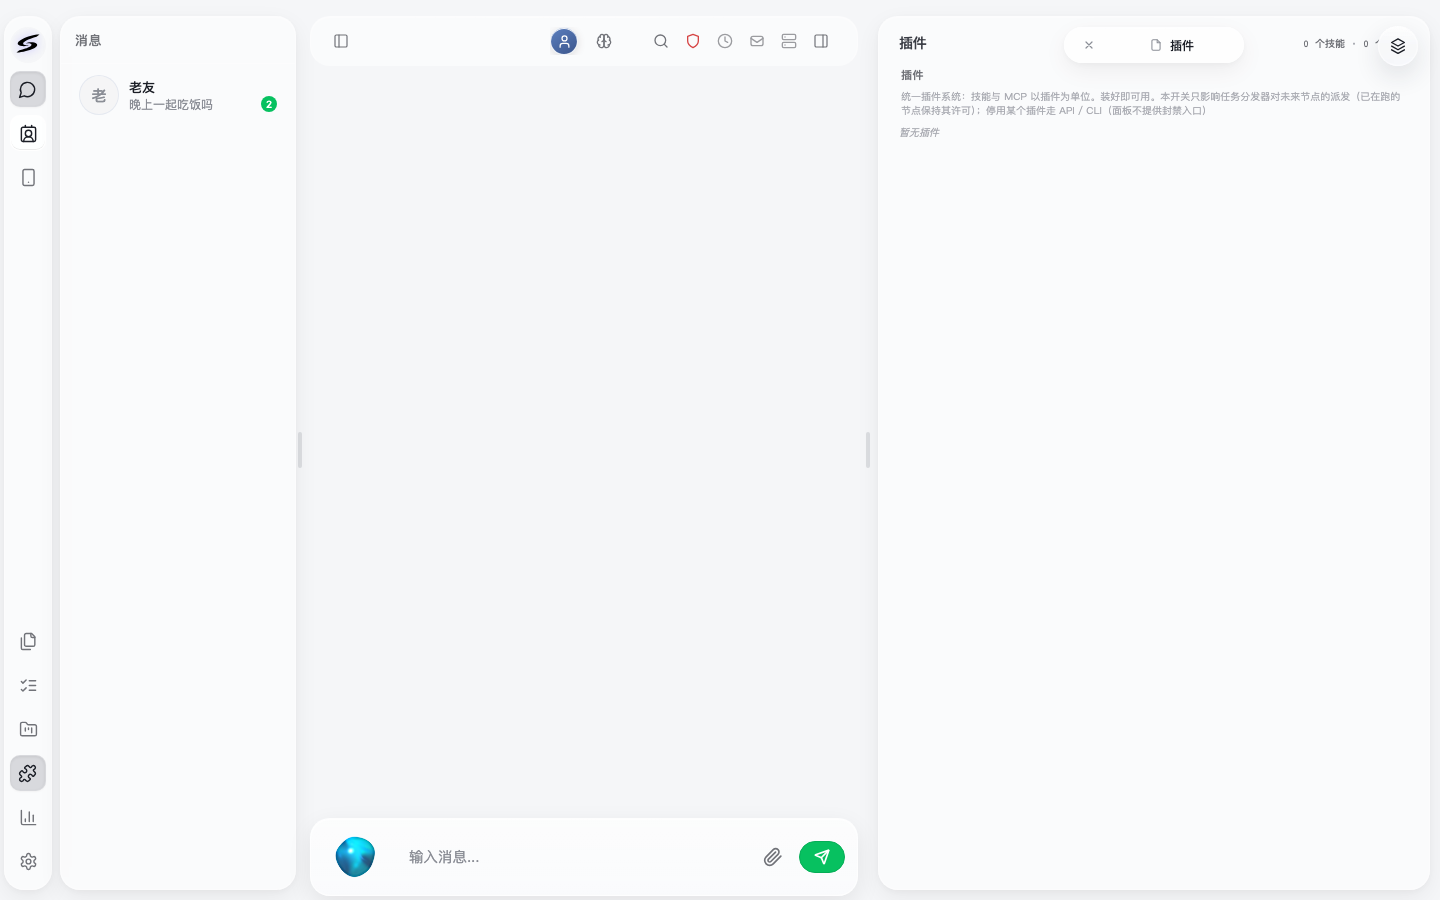 消息
老
老友
晚上一起吃饭吗
2
输入消息...
插件
插件
0 个技能 · 0
插件
统一插件系统：技能与 MCP 以插件为单位。装好即可用。本开关只影响任务分发器对未来节点的派发（已在跑的
节点保持其许可）；停用某个插件走 API / CLI（面板不提供封禁入口）
暂无插件